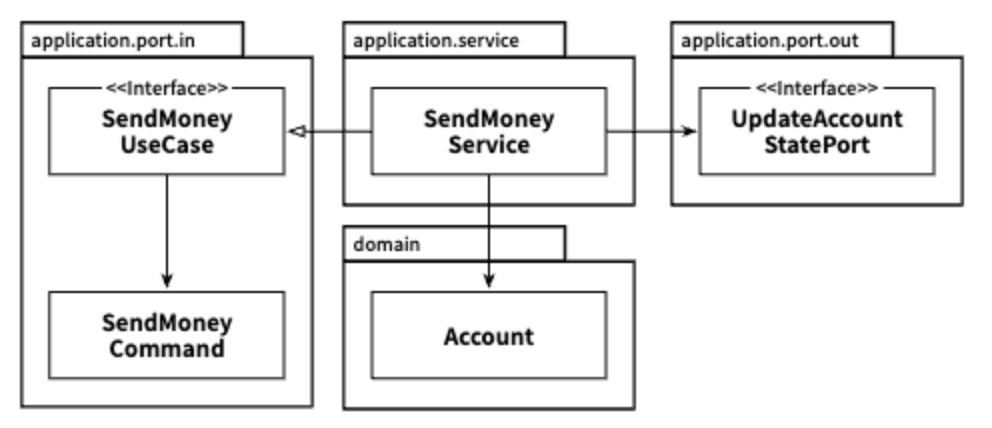 application.port.in
<<Interface>>
SendMoney
UseCase
SendMoney
Command
application.service
SendMoney
Service
domain
Account
application.port.out
<<Interface>>
UpdateAccount
StatePort